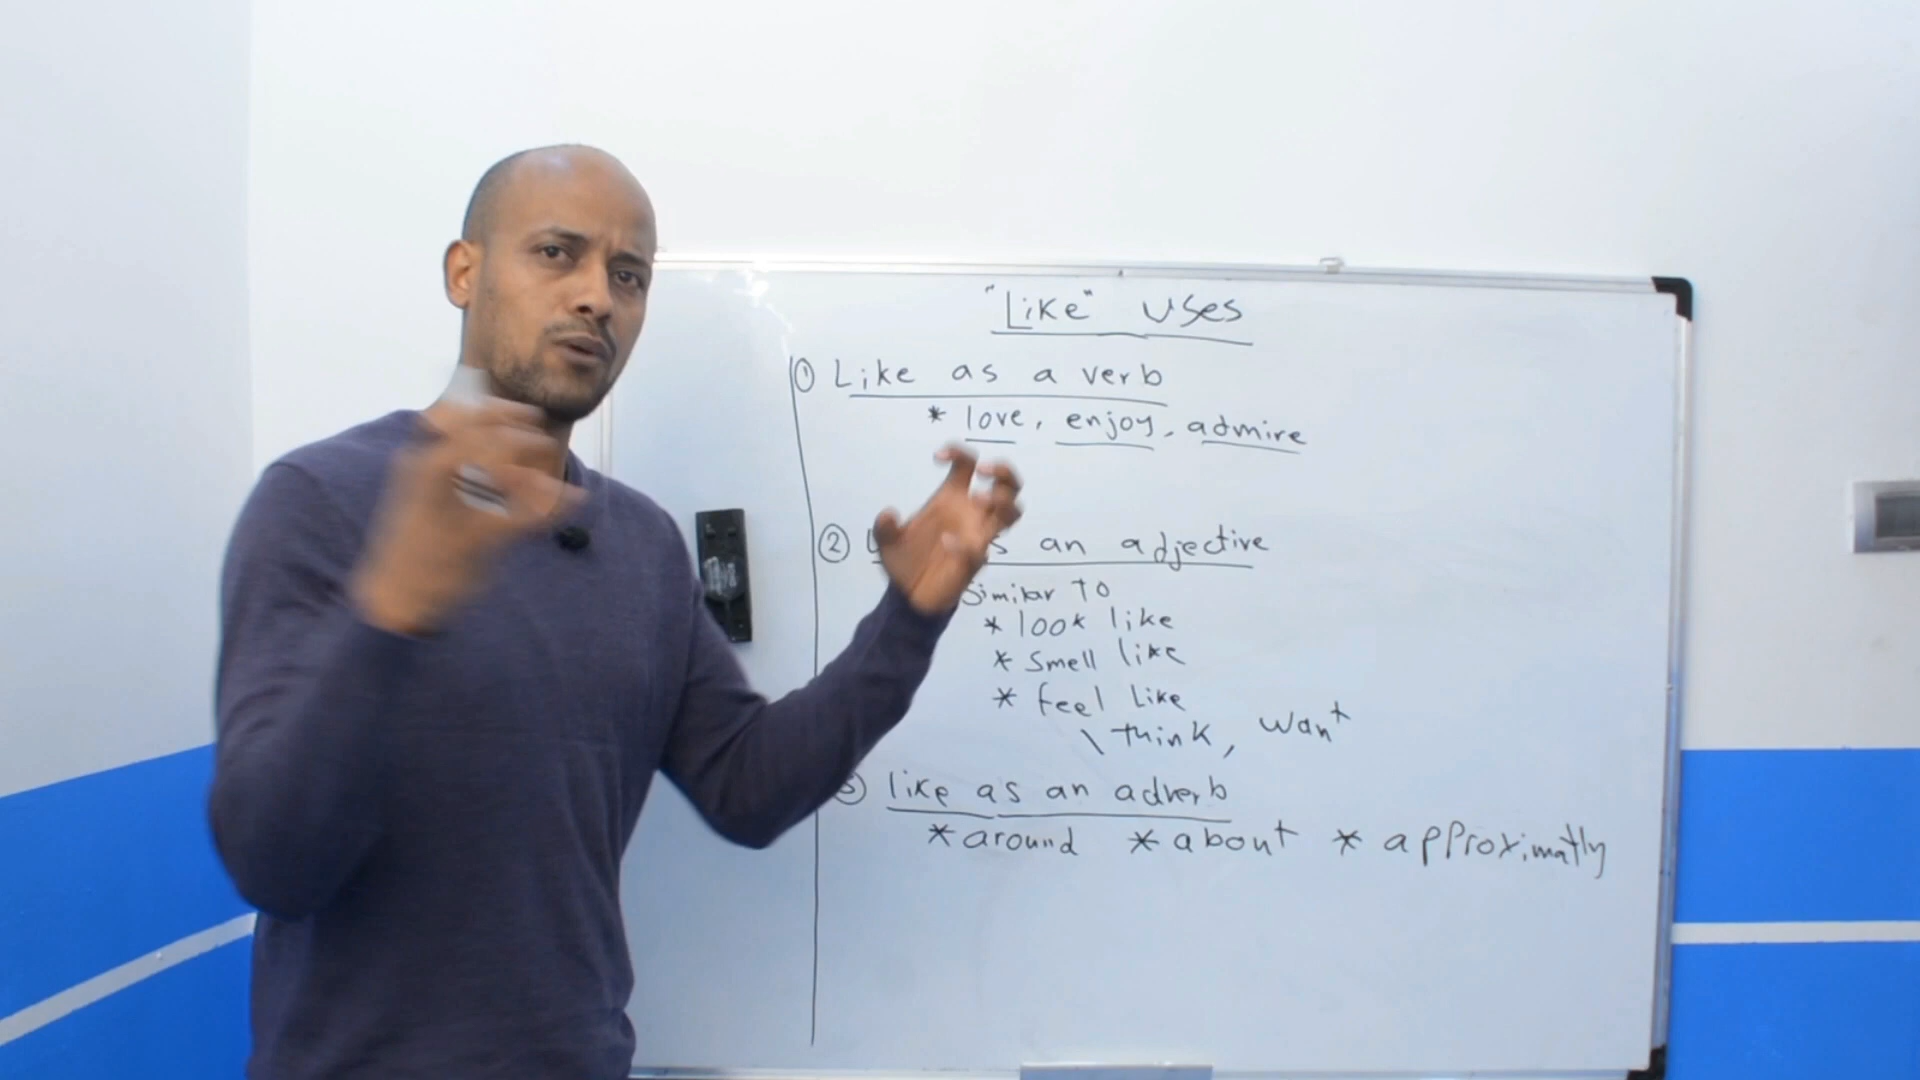 "Like" uses
① Like as a verb
* love, enjoy, admire
② as an adjective
Similar To
* look like
* Smell like
* feel Like
\ think, want
③ like as an adverb
* around * about * approximatly